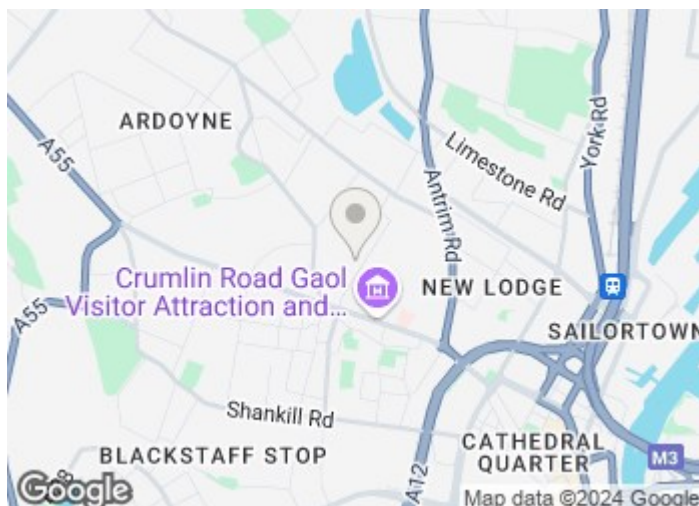 ARDOYNE
A55
Limestone Rd
York Rd
Antrim Rd
Crumlin Road Gaol
Visitor Attraction and...
NEW LODGE
A55
SAILORTOWN
Shankill Rd
BLACKSTAFF STOP
CATHEDRAL
QUARTER
M3
A12
Google
Map data ©2024 Google